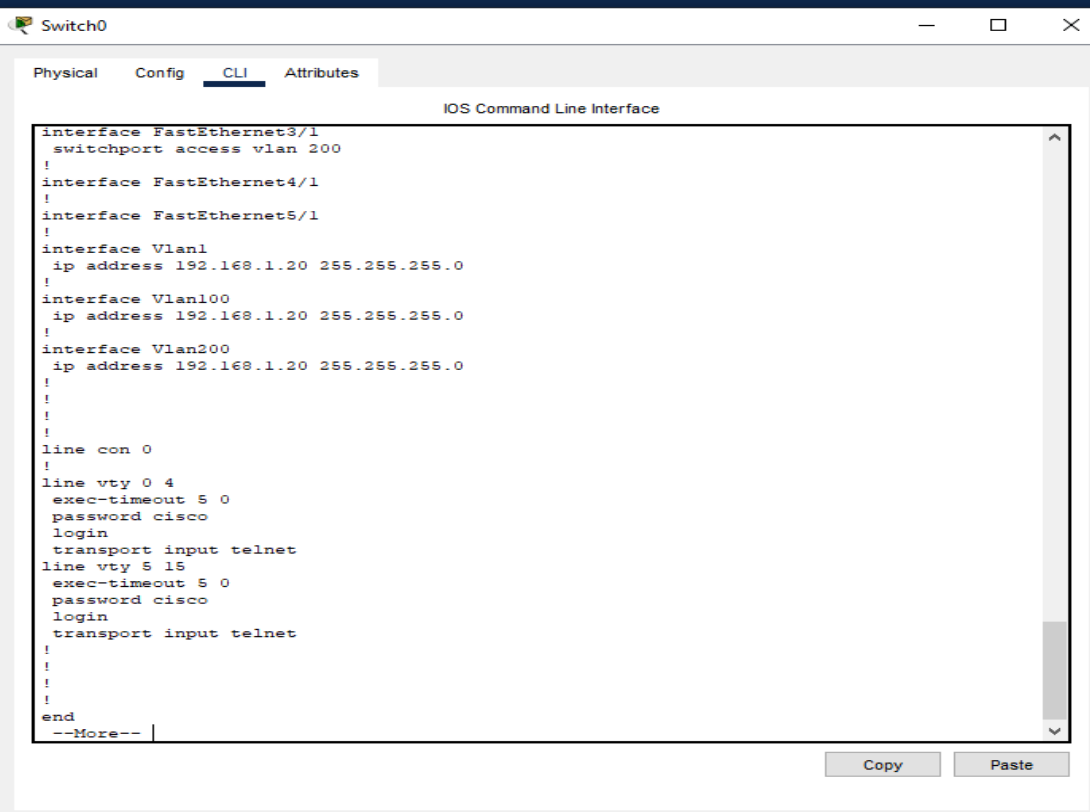 Switch0
Physical Config CLI Attributes
IOS Command Line Interface
interface FastEthernet3/1
switchport access vlan 200
!
interface FastEthernet4/1
!
interface FastEthernet5/1
!
interface Vlan1
ip address 192.168.1.20 255.255.255.0
!
interface Vlan100
ip address 192.168.1.20 255.255.255.0
!
interface Vlan200
ip address 192.168.1.20 255.255.255.0
!
!
!
!
line con 0
!
line vty 0 4
exec-timeout 5 0
password cisco
login
transport input telnet
line vty 5 15
exec-timeout 5 0
password cisco
login
transport input telnet
!
!
!
!
end
--More--
Copy Paste